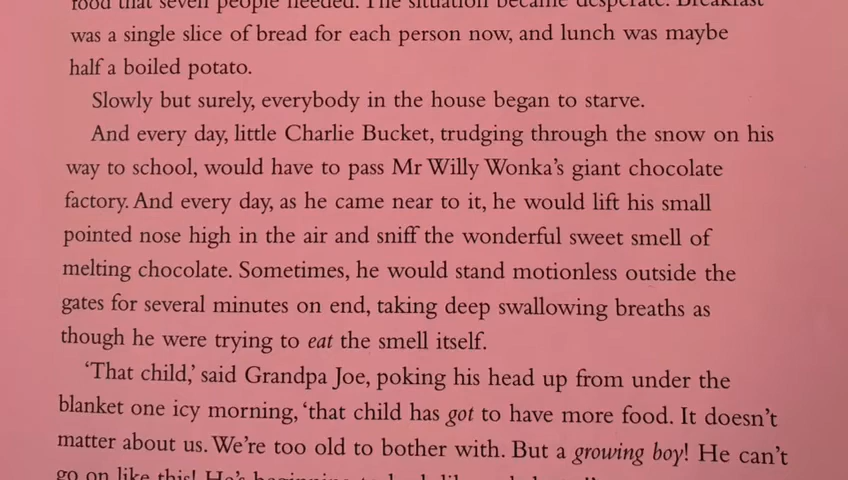 food that seven people needed. The situation became desperate. Breakfast
was a single slice of bread for each person now, and lunch was maybe
half a boiled potato.
Slowly but surely, everybody in the house began to starve.
And every day, little Charlie Bucket, trudging through the snow on his
way to school, would have to pass Mr Willy Wonka's giant chocolate
factory. And every day, as he came near to it, he would lift his small
pointed nose high in the air and sniff the wonderful sweet smell of
melting chocolate. Sometimes, he would stand motionless outside the
gates for several minutes on end, taking deep swallowing breaths as
though he were trying to eat the smell itself.
‘That child,’ said Grandpa Joe, poking his head up from under the
blanket one icy morning, ‘that child has got to have more food. It doesn't
matter about us. We're too old to bother with. But a growing boy! He can't
go on like this! He's beginning to